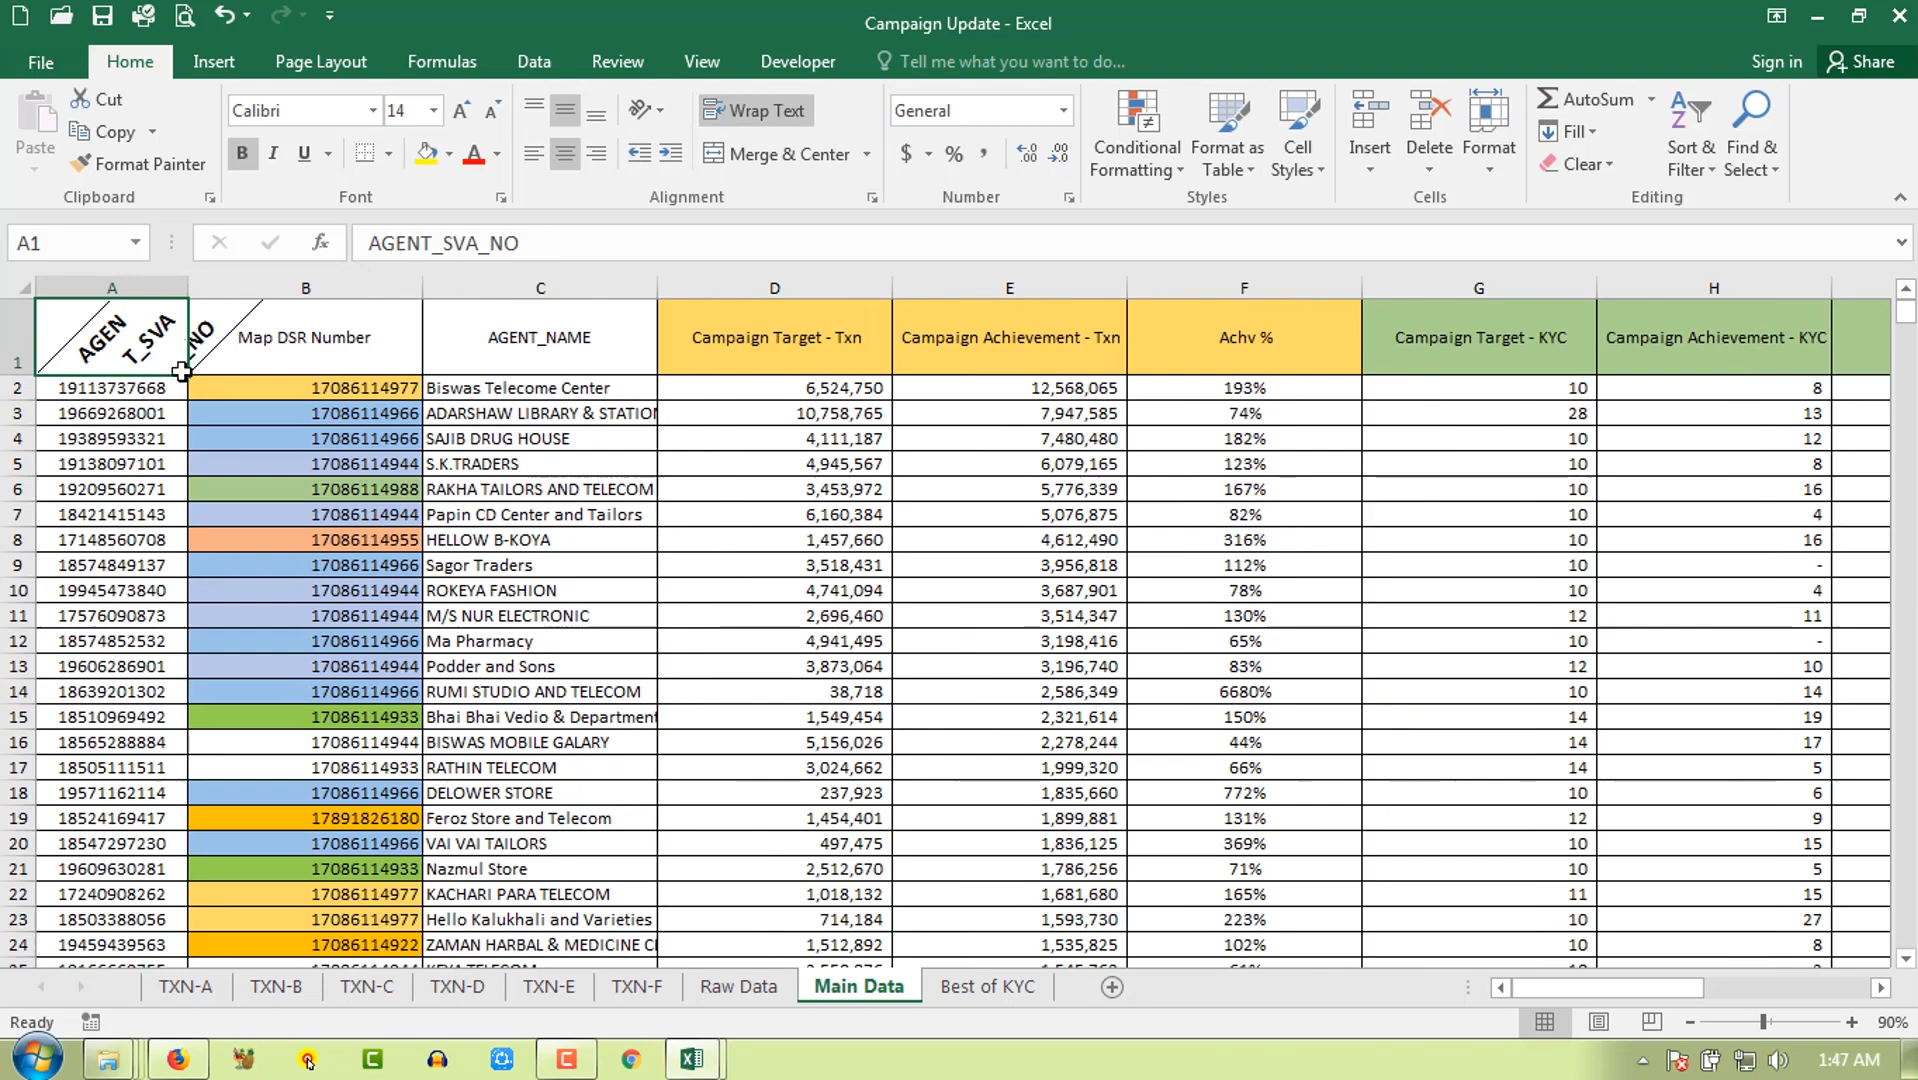 Campaign Update - Excel
File Home Insert Page Layout Formulas Data Review View Developer Tell me what you want to do... Sign in Share
Paste Cut Copy Format Painter Clipboard
Calibri 14 B I U A Font
Wrap Text Merge & Center Alignment
General $ % Number
Conditional Formatting Format as Table Cell Styles Styles
Insert Delete Format Cells
AutoSum Fill Clear Sort & Filter Find & Select Editing
A1 fx AGENT_SVA_NO
A B C D E F G H
1 AGENT_SVA_NO Map DSR Number AGENT_NAME Campaign Target - Txn Campaign Achievement - Txn Achv % Campaign Target - KYC Campaign Achievement - KYC
2 19113737668 17086114977 Biswas Telecome Center 6,524,750 12,568,065 193% 10 8
3 19669268001 17086114966 ADARSHAW LIBRARY & STATION 10,758,765 7,947,585 74% 28 13
4 19389593321 17086114966 SAJIB DRUG HOUSE 4,111,187 7,480,480 182% 10 12
5 19138097101 17086114944 S.K.TRADERS 4,945,567 6,079,165 123% 10 8
6 19209560271 17086114988 RAKHA TAILORS AND TELECOM 3,453,972 5,776,339 167% 10 16
7 18421415143 17086114944 Papin CD Center and Tailors 6,160,384 5,076,875 82% 10 4
8 17148560708 17086114955 HELLOW B-KOYA 1,457,660 4,612,490 316% 10 16
9 18574849137 17086114966 Sagor Traders 3,518,431 3,956,818 112% 10 -
10 19945473840 17086114944 ROKEYA FASHION 4,741,094 3,687,901 78% 10 4
11 17576090873 17086114944 M/S NUR ELECTRONIC 2,696,460 3,514,347 130% 12 11
12 18574852532 17086114966 Ma Pharmacy 4,941,495 3,198,416 65% 10 -
13 19606286901 17086114944 Podder and Sons 3,873,064 3,196,740 83% 12 10
14 18639201302 17086114966 RUMI STUDIO AND TELECOM 38,718 2,586,349 6680% 10 14
15 18510969492 17086114933 Bhai Bhai Vedio & Department 1,549,454 2,321,614 150% 14 19
16 18565288884 17086114944 BISWAS MOBILE GALARY 5,156,026 2,278,244 44% 14 17
17 18505111511 17086114933 RATHIN TELECOM 3,024,662 1,999,320 66% 14 5
18 19571162114 17086114966 DELOWER STORE 237,923 1,835,660 772% 10 6
19 18524169417 17891826180 Feroz Store and Telecom 1,454,401 1,899,881 131% 12 9
20 18547297230 17086114966 VAI VAI TAILORS 497,475 1,836,125 369% 10 15
21 19609630281 17086114933 Nazmul Store 2,512,670 1,786,256 71% 10 5
22 17240908262 17086114977 KACHARI PARA TELECOM 1,018,132 1,681,680 165% 11 15
23 18503388056 17086114977 Hello Kalukhali and Varieties 714,184 1,593,730 223% 10 27
24 19459439563 17086114922 ZAMAN HARBAL & MEDICINE 1,512,892 1,535,825 102% 10 8
TXN-A TXN-B TXN-C TXN-D TXN-E TXN-F Raw Data Main Data Best of KYC
Ready 90%
1:47 AM